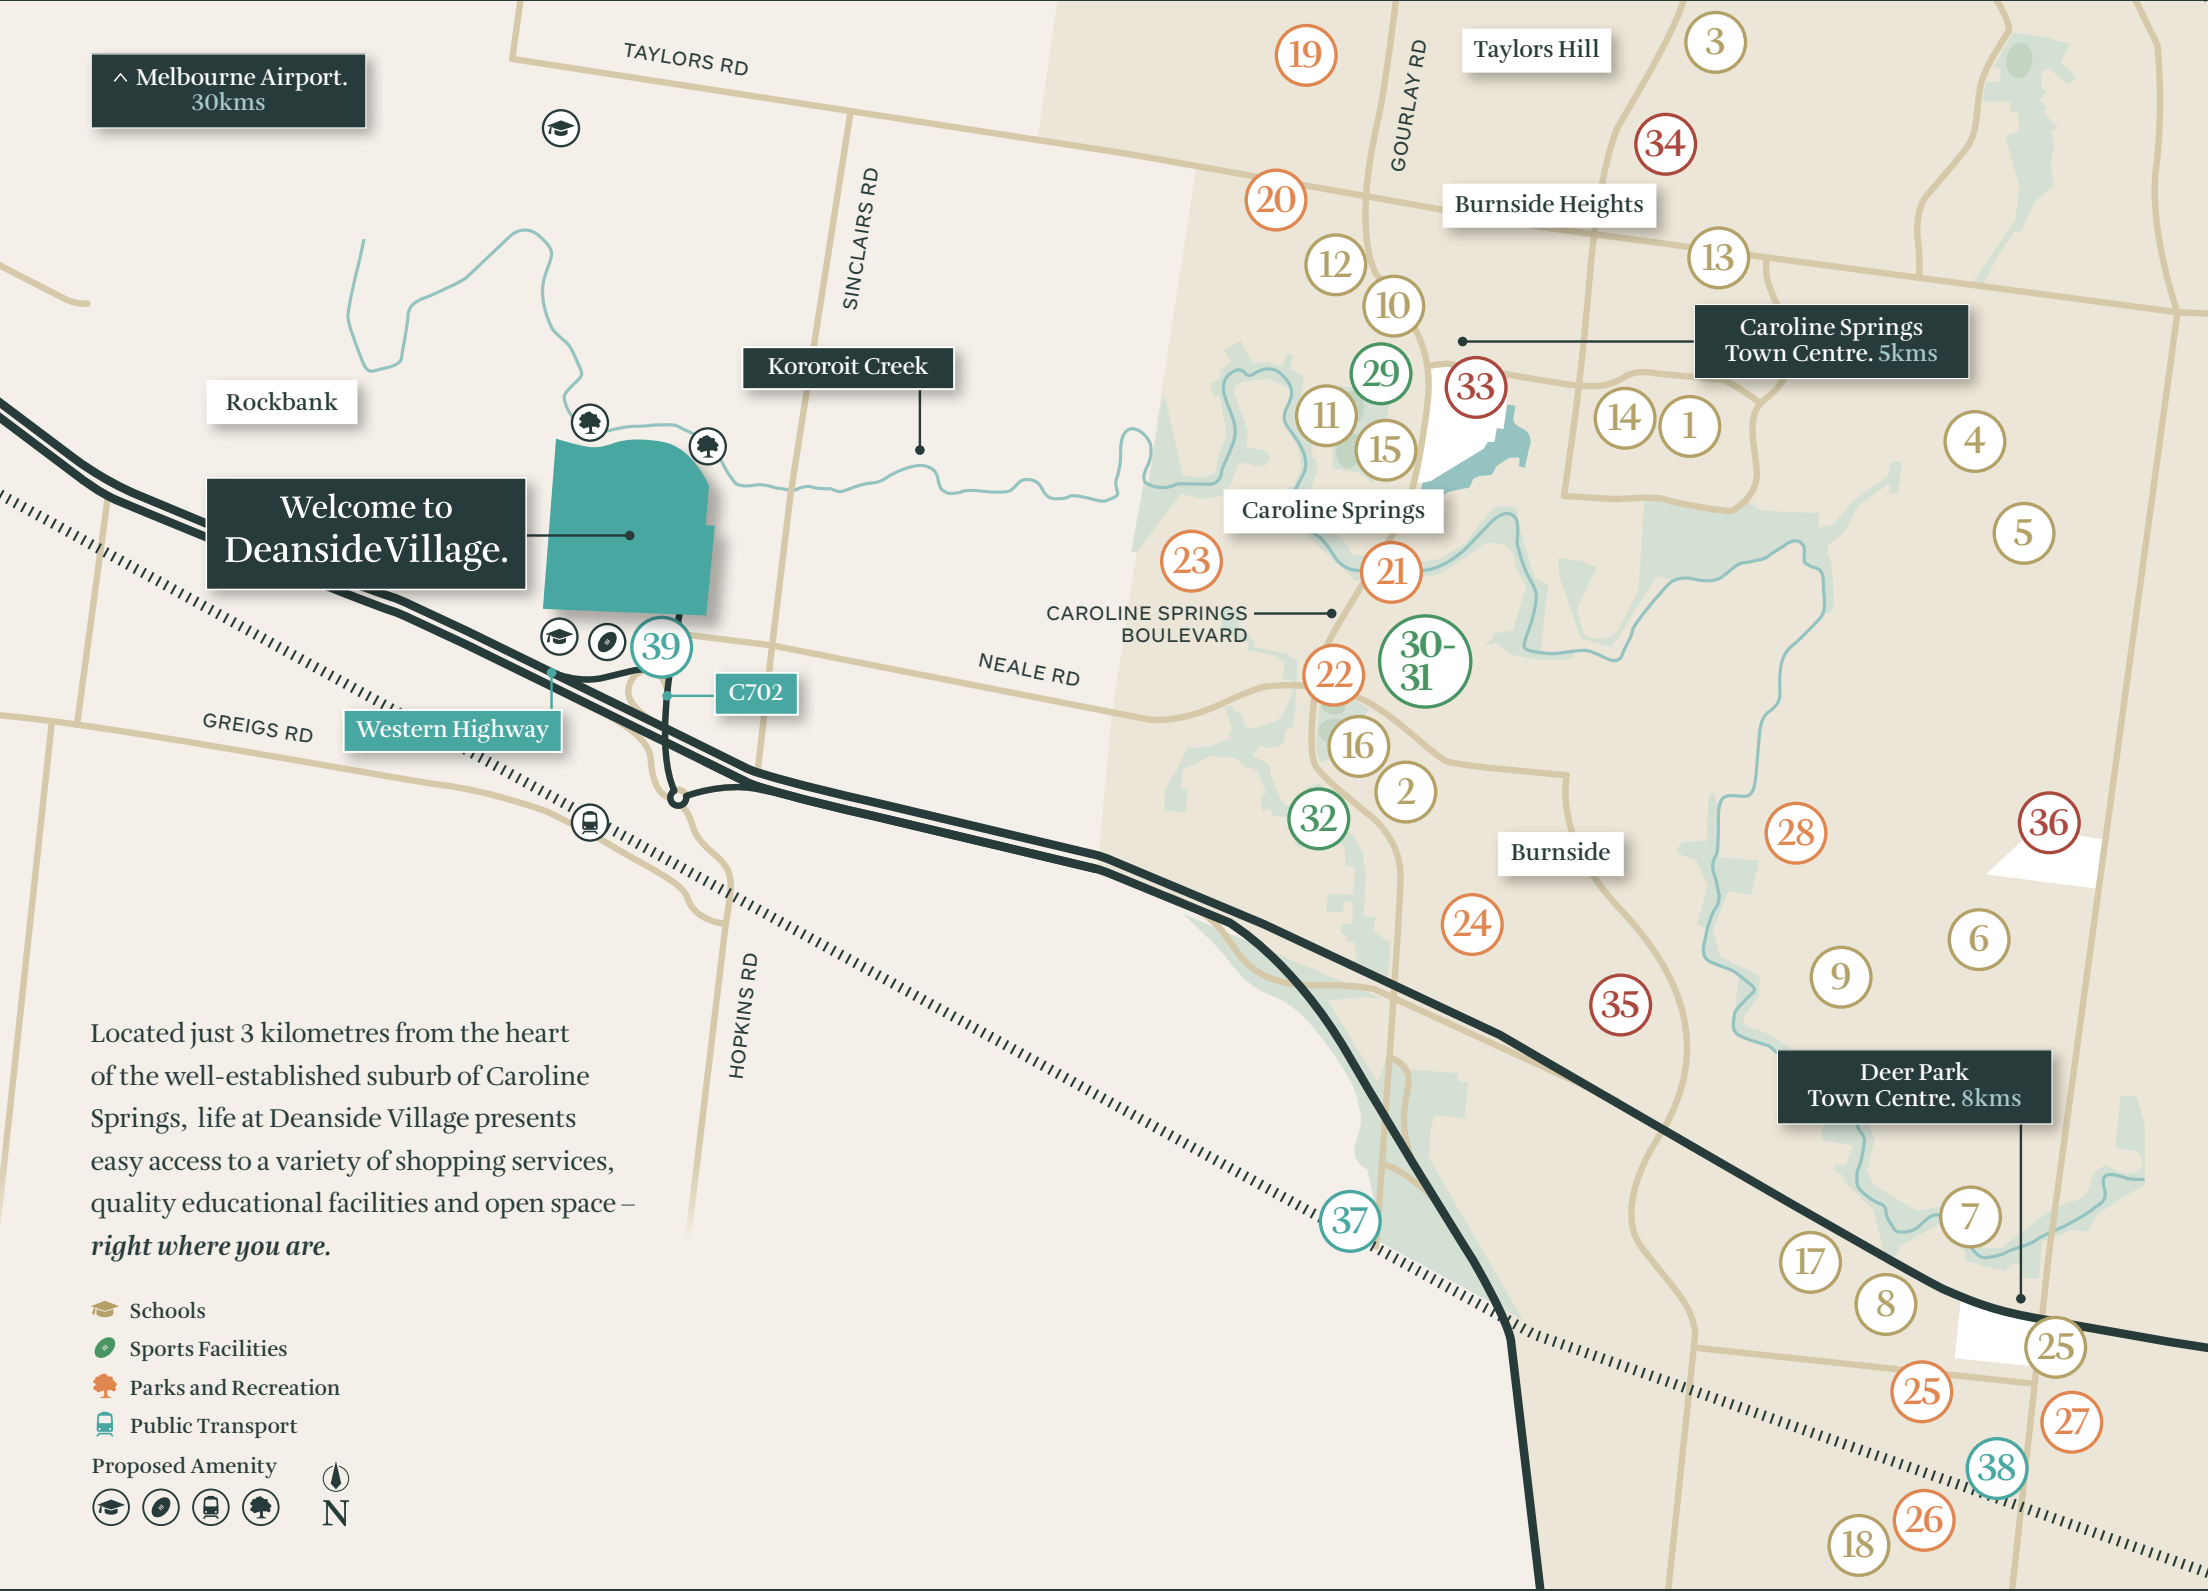 ^ Melbourne Airport.
30kms
TAYLORS RD
SINCLAIRS RD
GOURLAY RD
Taylors Hill
Burnside Heights
Caroline Springs
Town Centre. 5kms
Kororoit Creek
Rockbank
Welcome to
Deanside Village.
Caroline Springs
CAROLINE SPRINGS
BOULEVARD
NEALE RD
C702
Western Highway
GREIGS RD
HOPKINS RD
Burnside
Deer Park
Town Centre. 8kms
19
3
34
20
12
13
10
29
33
11
15
14
1
4
5
23
21
39
22
30-
31
16
2
32
28
36
24
6
9
35
37
7
17
8
25
25
27
38
26
18
Located just 3 kilometres from the heart
of the well-established suburb of Caroline
Springs, life at Deanside Village presents
easy access to a variety of shopping services,
quality educational facilities and open space –
right where you are.
Schools
Sports Facilities
Parks and Recreation
Public Transport
Proposed Amenity
N